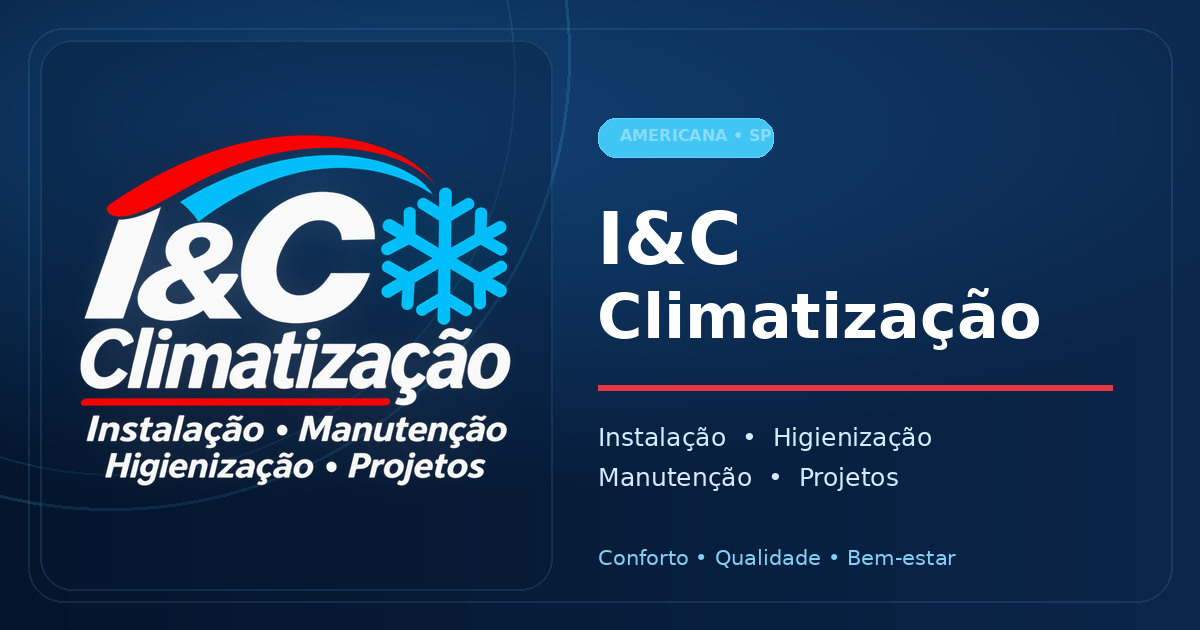 I&C
Climatização
Instalação • Manutenção
Higienização • Projetos
AMERICANA • SP
I&C
Climatização
Instalação • Higienização
Manutenção • Projetos
Conforto • Qualidade • Bem-estar